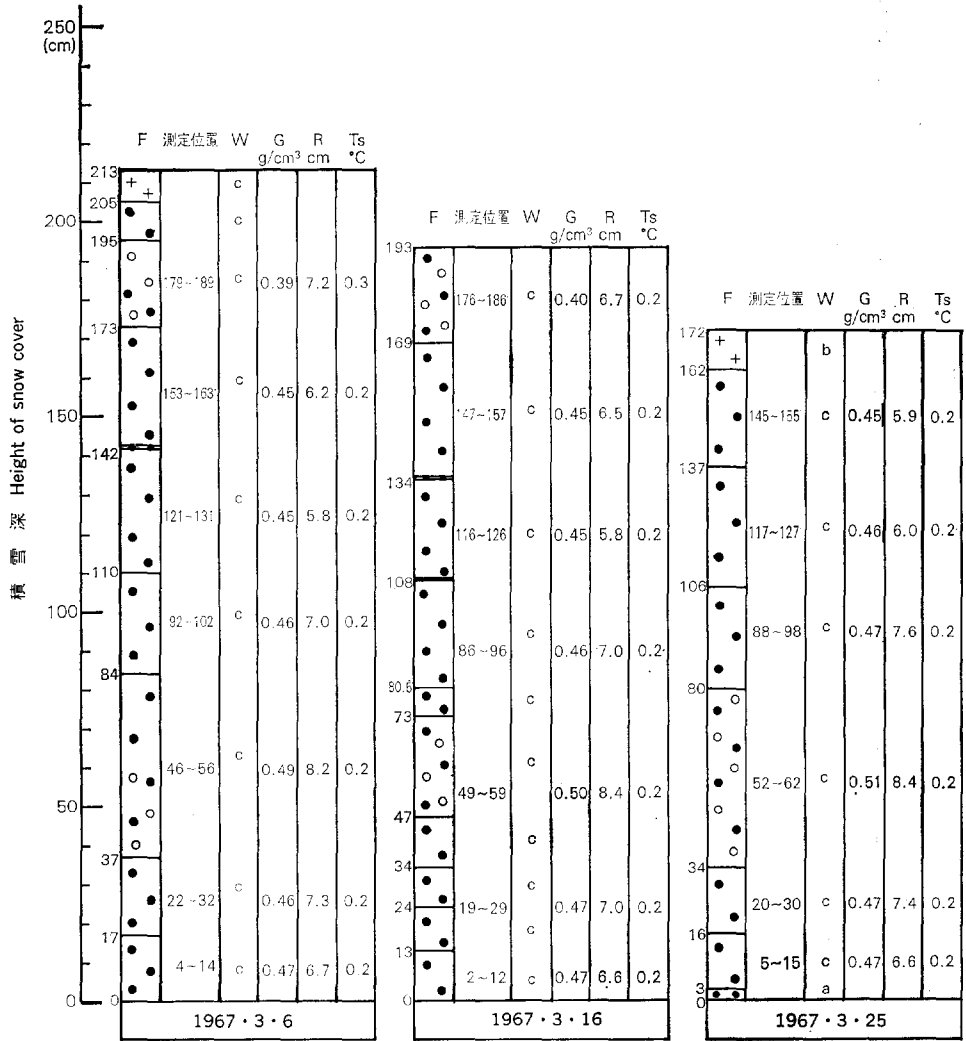 250
(cm)
200
150
100
50
0
積雪深 Height of snow cover
F 測定位置 W G R Ts
g/cm³ cm °C
213
c
205
c
195
179~189 c 0.39 7.2 0.3
173
153~163 c 0.45 6.2 0.2
142
121~131 c 0.45 5.8 0.2
110
92~102 c 0.46 7.0 0.2
84
46~56 c 0.49 8.2 0.2
37
22~32 c 0.46 7.3 0.2
17
4~14 c 0.47 6.7 0.2
0
1967・3・6
F 測定位置 W G R Ts
g/cm³ cm °C
193
176~186 c 0.40 6.7 0.2
169
147~157 c 0.45 6.5 0.2
134
116~126 c 0.45 5.8 0.2
108
86~96 c 0.46 7.0 0.2
80.5
c
73
c
49~59 0.50 8.4 0.2
47
c
34
c
19~29 0.47 7.0 0.2
24
c
13
2~12 c 0.47 6.6 0.2
0
1967・3・16
F 測定位置 W G R Ts
g/cm³ cm °C
172
b
162
145~155 c 0.45 5.9 0.2
137
117~127 c 0.46 6.0 0.2
106
88~98 c 0.47 7.6 0.2
80
52~62 c 0.51 8.4 0.2
34
20~30 c 0.47 7.4 0.2
16
5~15 c 0.47 6.6 0.2
3
a
0
1967・3・25